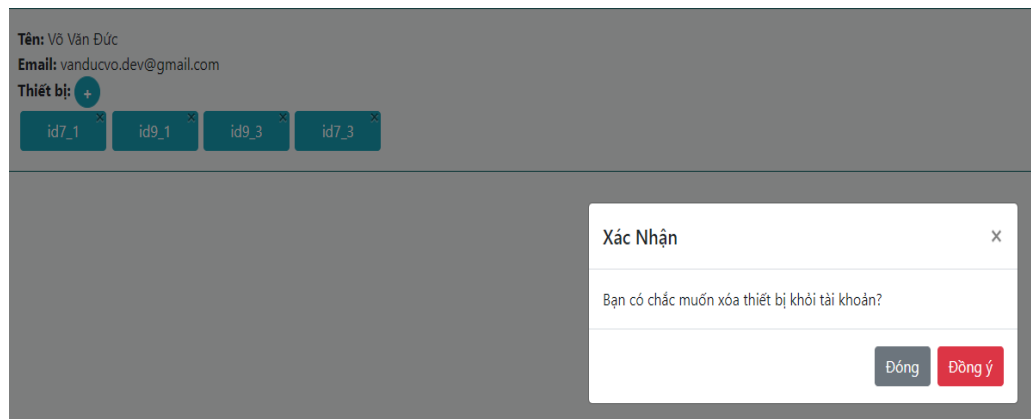 Tên: Võ Văn Đức
Email: vanducvo.dev@gmail.com
Thiết bị: +
id7_1 × id9_1 × id9_3 × id7_3 ×
Xác Nhận ×
Bạn có chắc muốn xóa thiết bị khỏi tài khoản?
Đóng Đồng ý